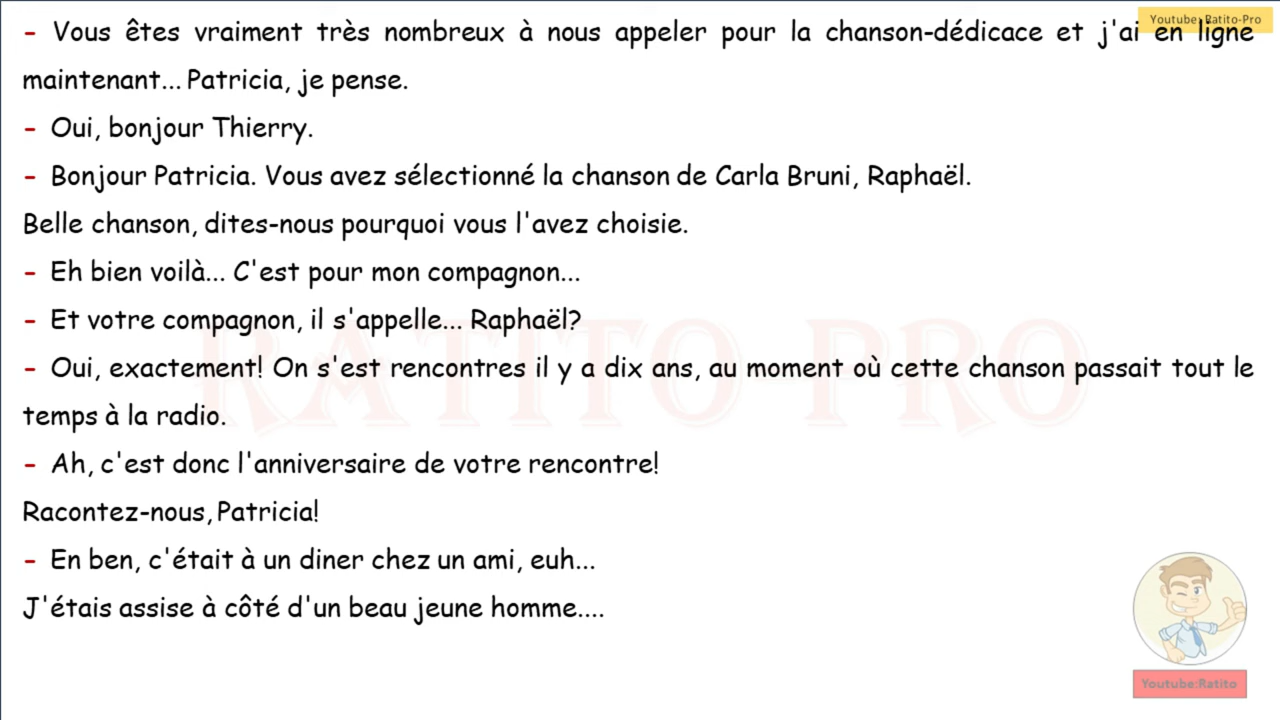 Youtube: Ratito-Pro
- Vous êtes vraiment très nombreux à nous appeler pour la chanson-dédicace et j'ai en ligne
maintenant... Patricia, je pense.
- Oui, bonjour Thierry.
- Bonjour Patricia. Vous avez sélectionné la chanson de Carla Bruni, Raphaël.
Belle chanson, dites-nous pourquoi vous l'avez choisie.
- Eh bien voilà... C'est pour mon compagnon...
- Et votre compagnon, il s'appelle... Raphaël?
RATITO-PRO
- Oui, exactement! On s'est rencontres il y a dix ans, au moment où cette chanson passait tout le
temps à la radio.
- Ah, c'est donc l'anniversaire de votre rencontre!
Racontez-nous, Patricia!
- En ben, c'était à un diner chez un ami, euh...
J'étais assise à côté d'un beau jeune homme....
Youtube:Ratito